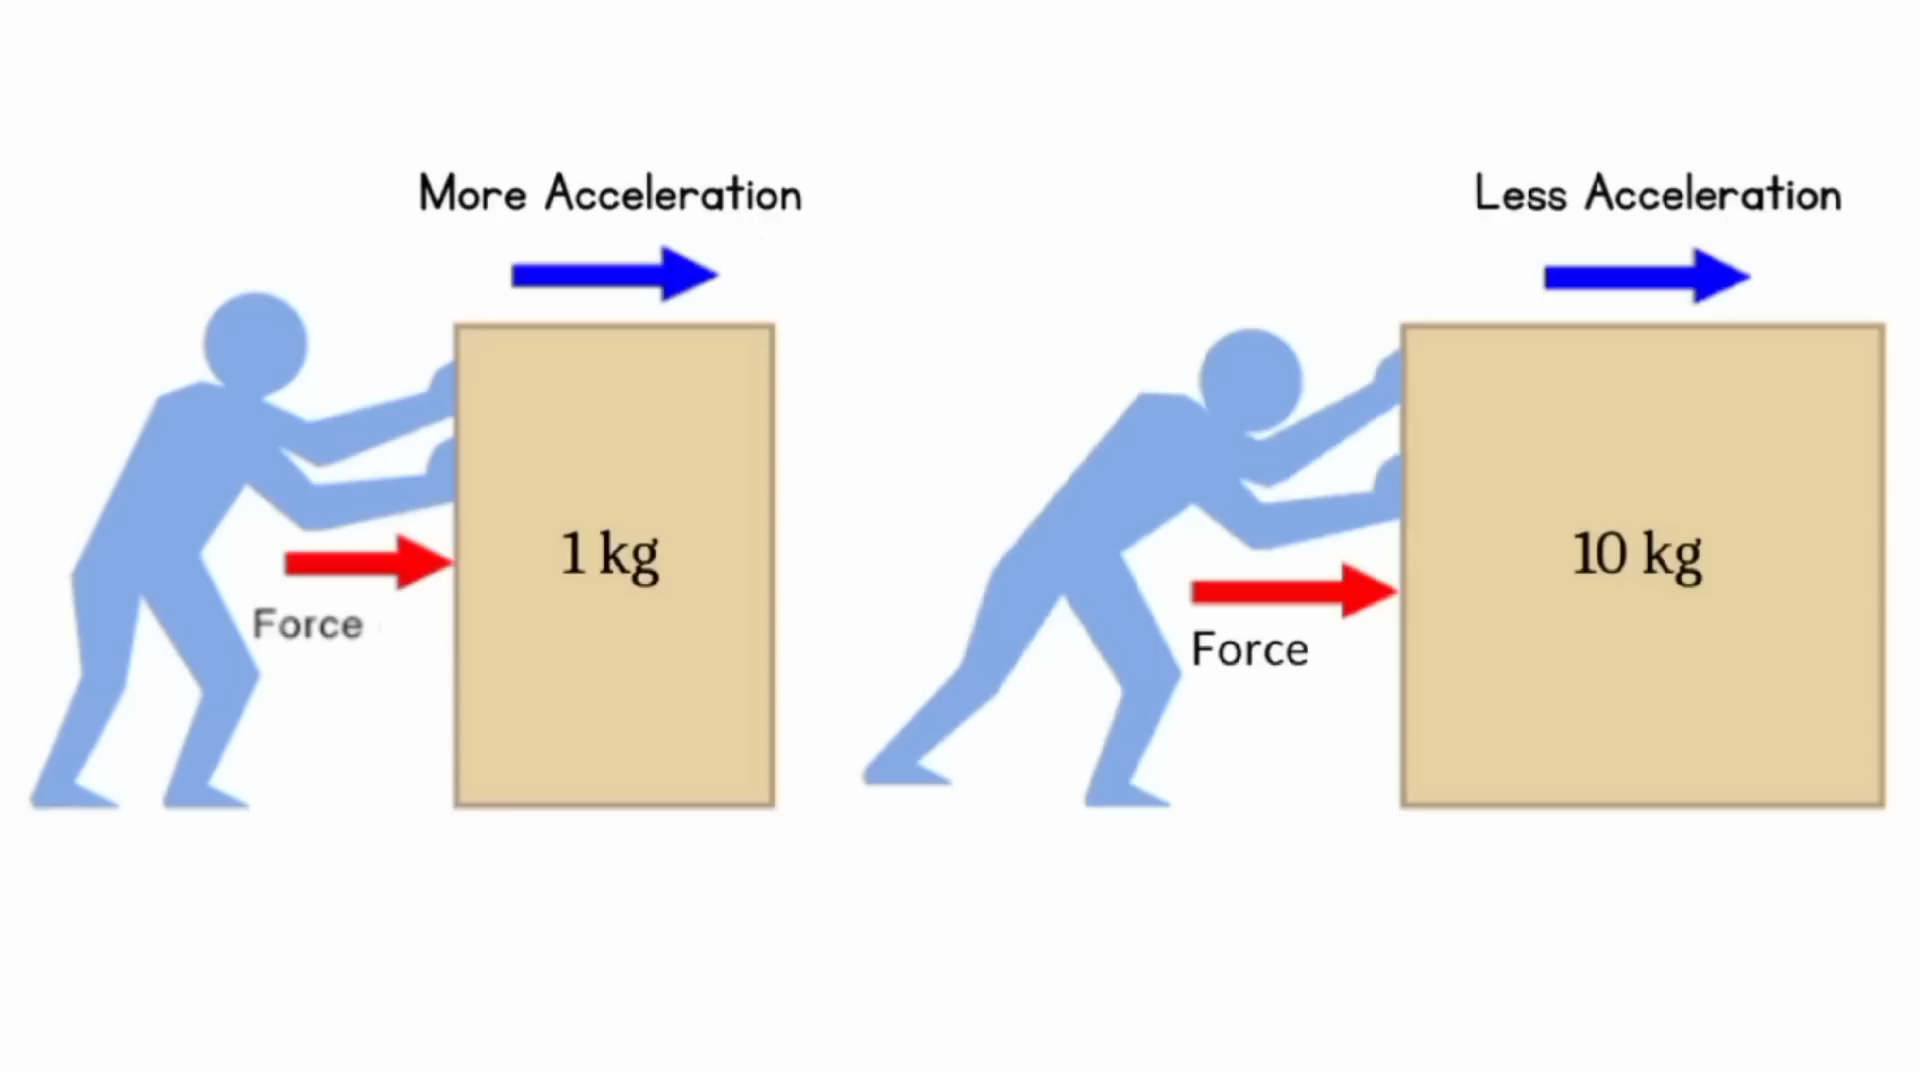 More Acceleration
Less Acceleration
1 kg
10 kg
Force
Force